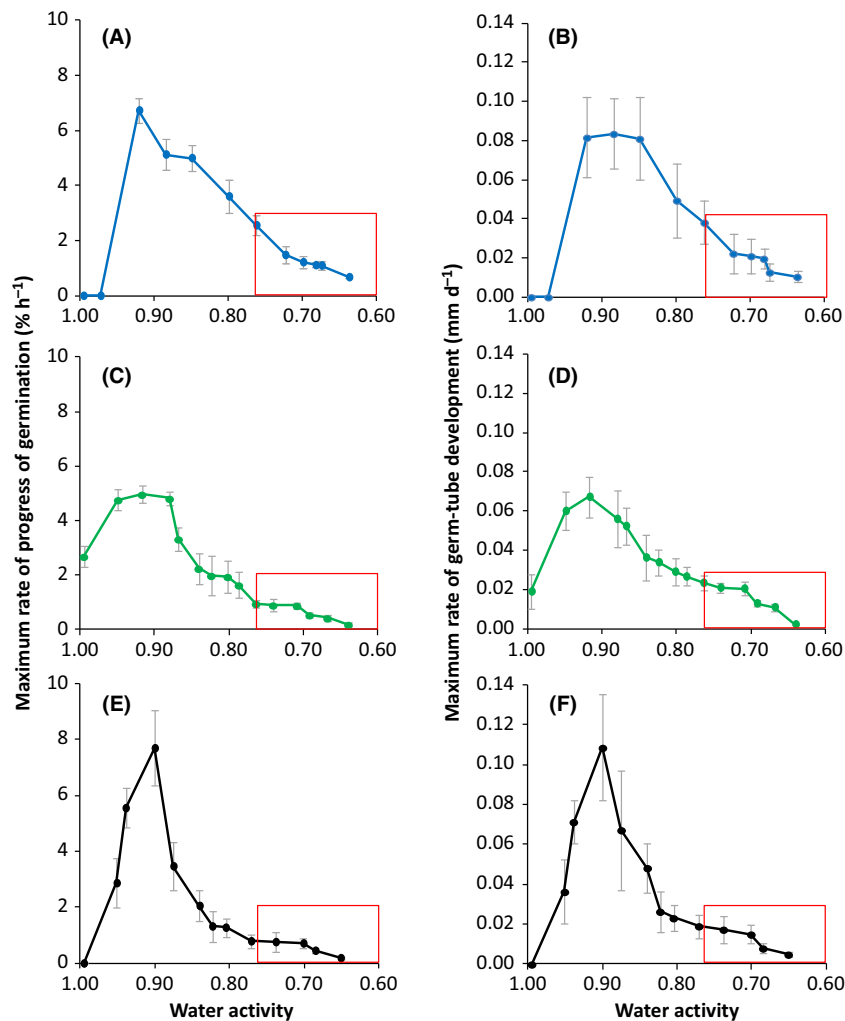 (A)
10
8
6
4
2
0
1.00 0.90 0.80 0.70 0.60
(B)
0.14
0.12
0.10
0.08
0.06
0.04
0.02
0.00
1.00 0.90 0.80 0.70 0.60
Maximum rate of progress of germination (% h⁻¹)
(C)
10
8
6
4
2
0
1.00 0.90 0.80 0.70 0.60
Maximum rate of germ-tube development (mm d⁻¹)
(D)
0.14
0.12
0.10
0.08
0.06
0.04
0.02
0.00
1.00 0.90 0.80 0.70 0.60
(E)
10
8
6
4
2
0
1.00 0.90 0.80 0.70 0.60
Water activity
(F)
0.14
0.12
0.10
0.08
0.06
0.04
0.02
0.00
1.00 0.90 0.80 0.70 0.60
Water activity